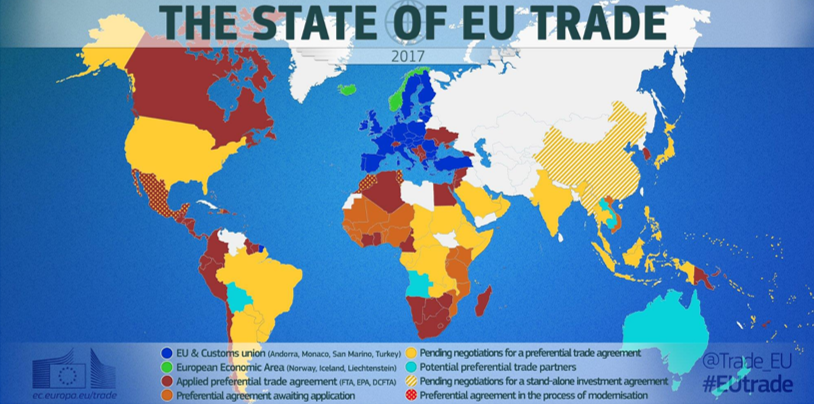 THE STATE OF EU TRADE
2017
EU & Customs union (Andorra, Monaco, San Marino, Turkey)
European Economic Area (Norway, Iceland, Liechtenstein)
Applied preferential trade agreement (FTA, EPA, DCFTA)
Preferential agreement awaiting application
Pending negotiations for a preferential trade agreement
Potential preferential trade partners
Pending negotiations for a stand-alone investment agreement
Preferential agreement in the process of modernisation
ec.europa.eu/trade
@Trade_EU
#EUtrade